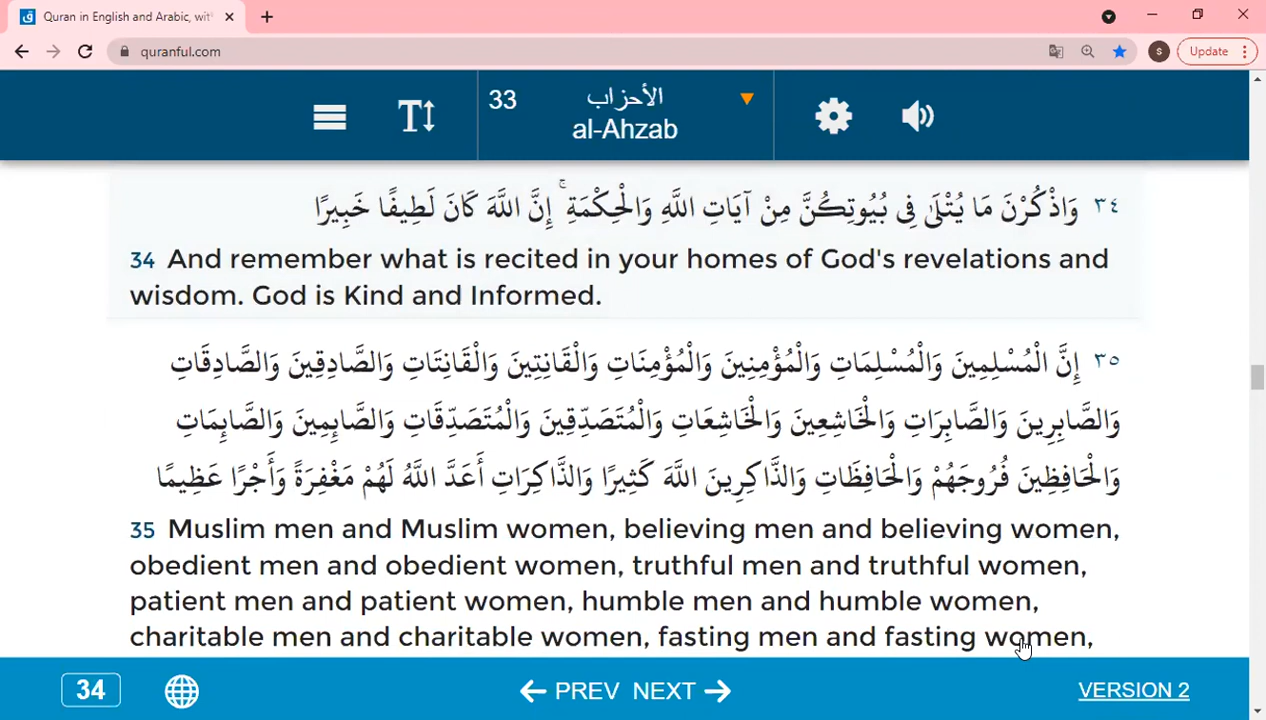 Quran in English and Arabic, wit
quranful.com
Update
33
الأحزاب
al-Ahzab
٣٤ وَاذْكُرْنَ مَا يُتْلَىٰ فِي بُيُوتِكُنَّ مِنْ آيَاتِ اللَّهِ وَالْحِكْمَةِ ۚ إِنَّ اللَّهَ كَانَ لَطِيفًا خَبِيرًا
34 And remember what is recited in your homes of God's revelations and
wisdom. God is Kind and Informed.
٣٥ إِنَّ الْمُسْلِمِينَ وَالْمُسْلِمَاتِ وَالْمُؤْمِنِينَ وَالْمُؤْمِنَاتِ وَالْقَانِتِينَ وَالْقَانِتَاتِ وَالصَّادِقِينَ وَالصَّادِقَاتِ
وَالصَّابِرِينَ وَالصَّابِرَاتِ وَالْخَاشِعِينَ وَالْخَاشِعَاتِ وَالْمُتَصَدِّقِينَ وَالْمُتَصَدِّقَاتِ وَالصَّائِمِينَ وَالصَّائِمَاتِ
وَالْحَافِظِينَ فُرُوجَهُمْ وَالْحَافِظَاتِ وَالذَّاكِرِينَ اللَّهَ كَثِيرًا وَالذَّاكِرَاتِ أَعَدَّ اللَّهُ لَهُمْ مَغْفِرَةً وَأَجْرًا عَظِيمًا
35 Muslim men and Muslim women, believing men and believing women,
obedient men and obedient women, truthful men and truthful women,
patient men and patient women, humble men and humble women,
charitable men and charitable women, fasting men and fasting women,
34
PREV NEXT
VERSION 2